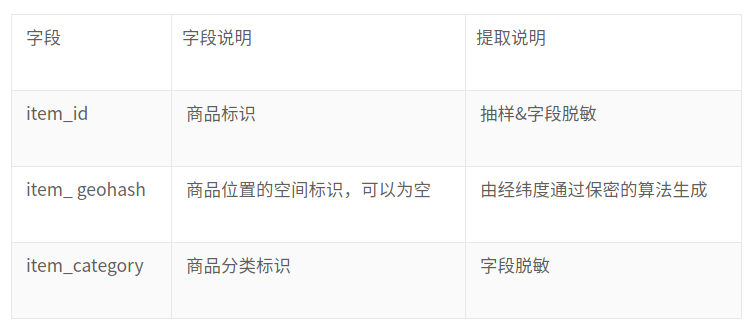 字段 字段说明 提取说明
item_id 商品标识 抽样&字段脱敏
item_ geohash 商品位置的空间标识，可以为空 由经纬度通过保密的算法生成
item_category 商品分类标识 字段脱敏